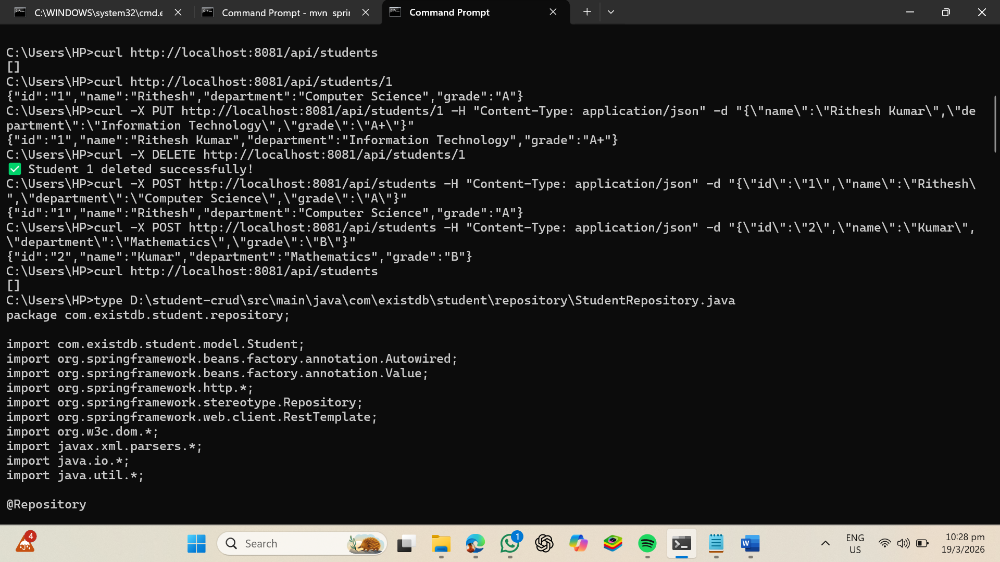 C:\WINDOWS\system32\cmd.e
Command Prompt - mvn sprin
Command Prompt
C:\Users\HP>curl http://localhost:8081/api/students
[]
C:\Users\HP>curl http://localhost:8081/api/students/1
{"id":"1","name":"Rithesh","department":"Computer Science","grade":"A"}
C:\Users\HP>curl -X PUT http://localhost:8081/api/students/1 -H "Content-Type: application/json" -d "{\"name\":\"Rithesh Kumar\",\"de
partment\":\"Information Technology\",\"grade\":\"A+\"}"
{"id":"1","name":"Rithesh Kumar","department":"Information Technology","grade":"A+"}
C:\Users\HP>curl -X DELETE http://localhost:8081/api/students/1
✅ Student 1 deleted successfully!
C:\Users\HP>curl -X POST http://localhost:8081/api/students -H "Content-Type: application/json" -d "{\"id\":\"1\",\"name\":\"Rithesh\
",\"department\":\"Computer Science\",\"grade\":\"A\"}"
{"id":"1","name":"Rithesh","department":"Computer Science","grade":"A"}
C:\Users\HP>curl -X POST http://localhost:8081/api/students -H "Content-Type: application/json" -d "{\"id\":\"2\",\"name\":\"Kumar\",
\"department\":\"Mathematics\",\"grade\":\"B\"}"
{"id":"2","name":"Kumar","department":"Mathematics","grade":"B"}
C:\Users\HP>curl http://localhost:8081/api/students
[]
C:\Users\HP>type D:\student-crud\src\main\java\com\existdb\student\repository\StudentRepository.java
package com.existdb.student.repository;
import com.existdb.student.model.Student;
import org.springframework.beans.factory.annotation.Autowired;
import org.springframework.beans.factory.annotation.Value;
import org.springframework.http.*;
import org.springframework.stereotype.Repository;
import org.springframework.web.client.RestTemplate;
import org.w3c.dom.*;
import javax.xml.parsers.*;
import java.io.*;
import java.util.*;
@Repository
4
Search
1
W
ENG
US
10:28 pm
19/3/2026